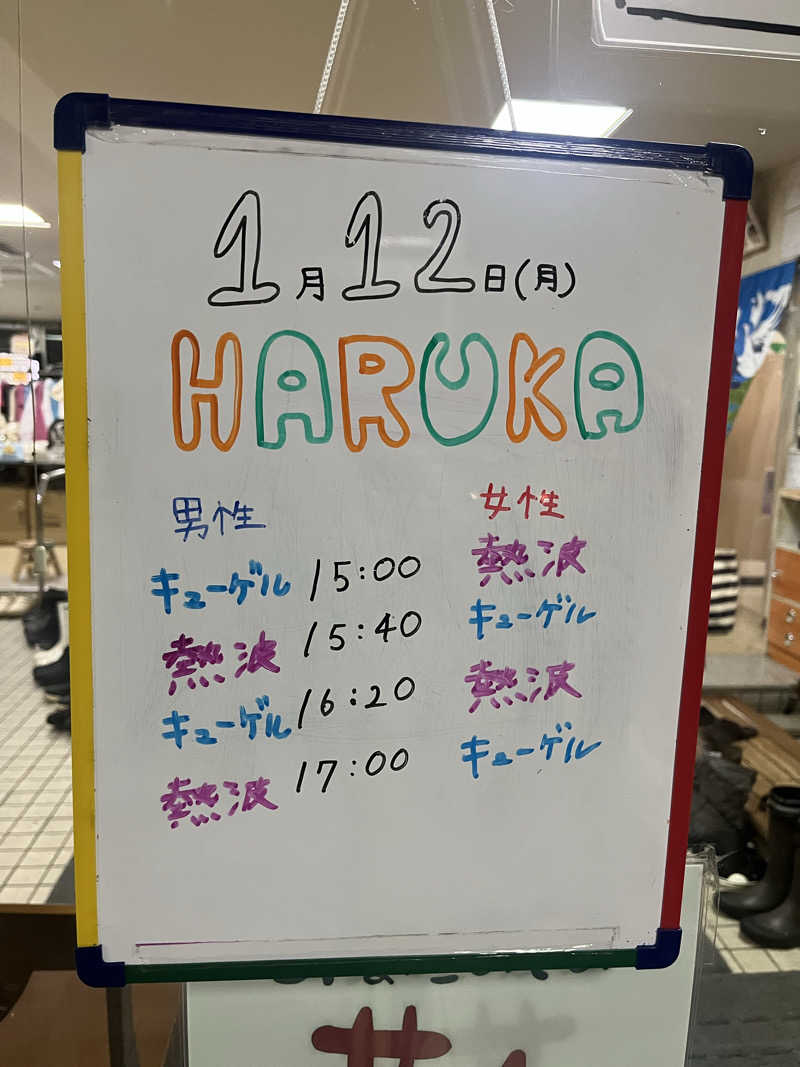 1月12日(月)
HARUKA
男性 女性
キューゲル 15:00 熱波
熱波 15:40 キューゲル
キューゲル 16:20 熱波
熱波 17:00 キューゲル